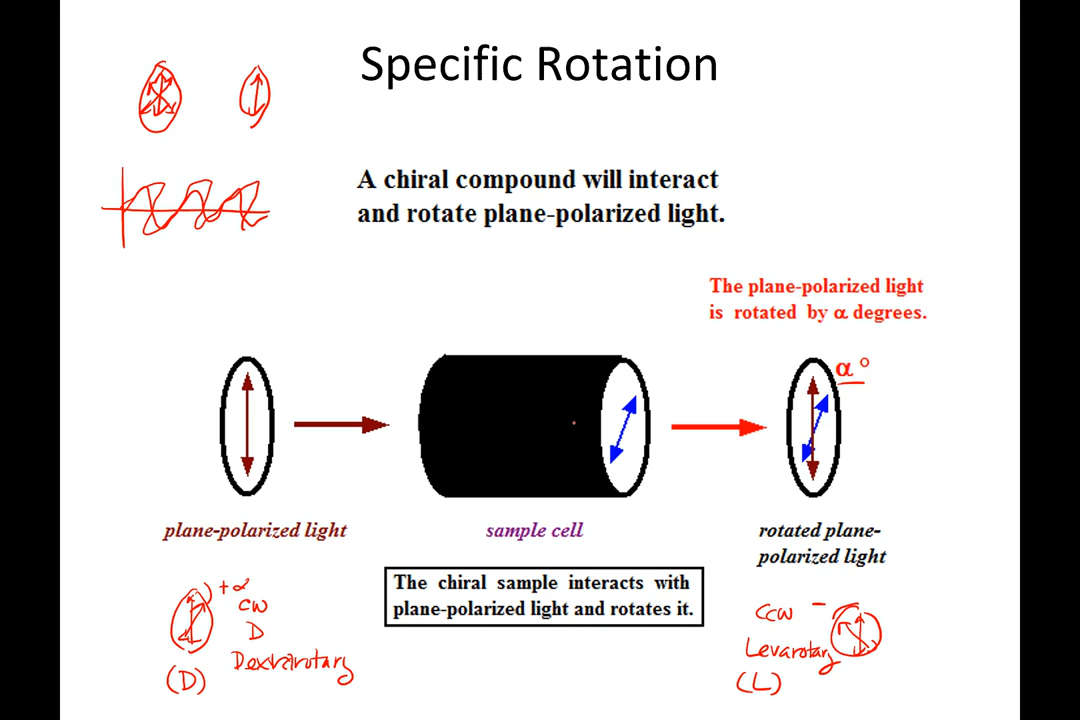 Specific Rotation
A chiral compound will interact
and rotate plane-polarized light.
The plane-polarized light
is rotated by α degrees.
α °
plane-polarized light
sample cell
rotated plane-
polarized light
The chiral sample interacts with
plane-polarized light and rotates it.
+α
CW
D
Dextrarotary
(D)
CCW −
Levarotary
(L)